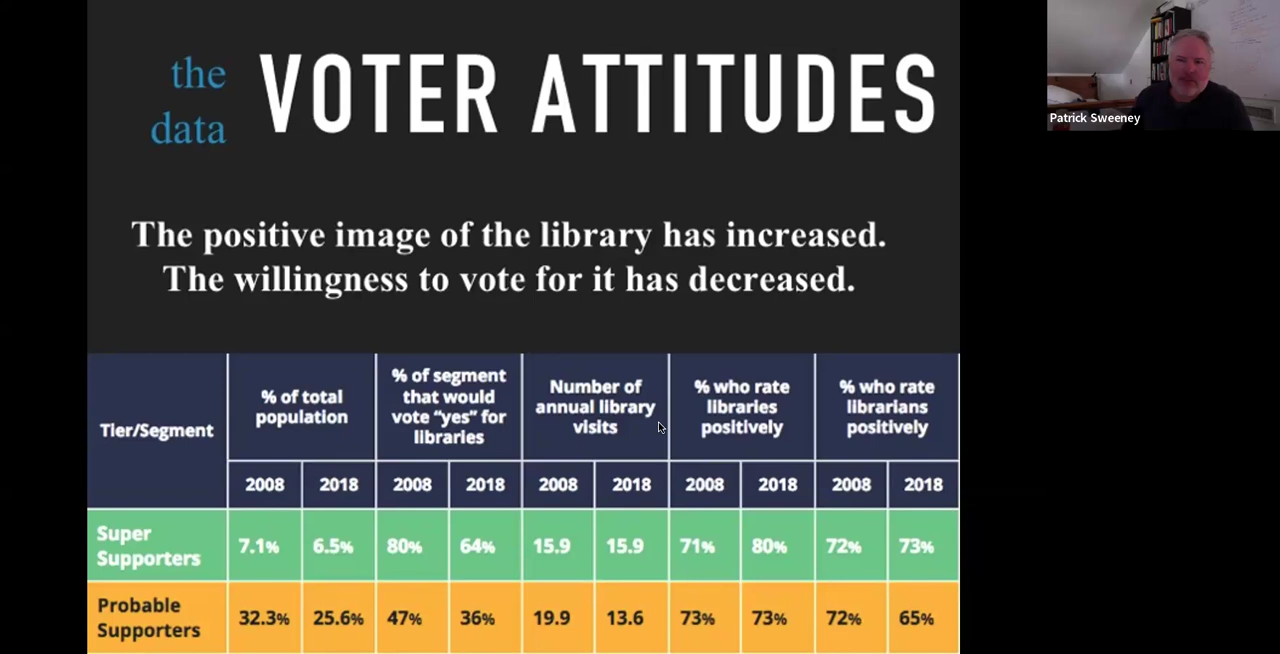 the
data
VOTER ATTITUDES
Patrick Sweeney
The positive image of the library has increased.
The willingness to vote for it has decreased.
Tier/Segment
% of total
population
% of segment
that would
vote “yes” for
libraries
Number of
annual library
visits
% who rate
libraries
positively
% who rate
librarians
positively
2008 2018 2008 2018 2008 2018 2008 2018 2008 2018
Super
Supporters
7.1% 6.5% 80% 64% 15.9 15.9 71% 80% 72% 73%
Probable
Supporters
32.3% 25.6% 47% 36% 19.9 13.6 73% 73% 72% 65%